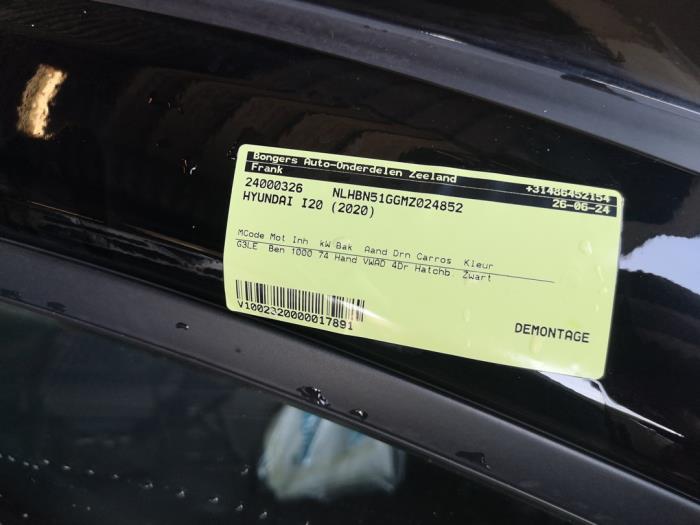 Bongers Auto-Onderdelen Zeeland +31486452154
Frank 26-06-24
24000326 NLHBN51GGMZ024852
HYUNDAI I20 (2020)
MCode Mot Inh kW Bak Aand Drn Carros Kleur
G3LE Ben 1000 74 Hand VWAD 4Dr Hatchb. Zwart
V1002320000017891
DEMONTAGE